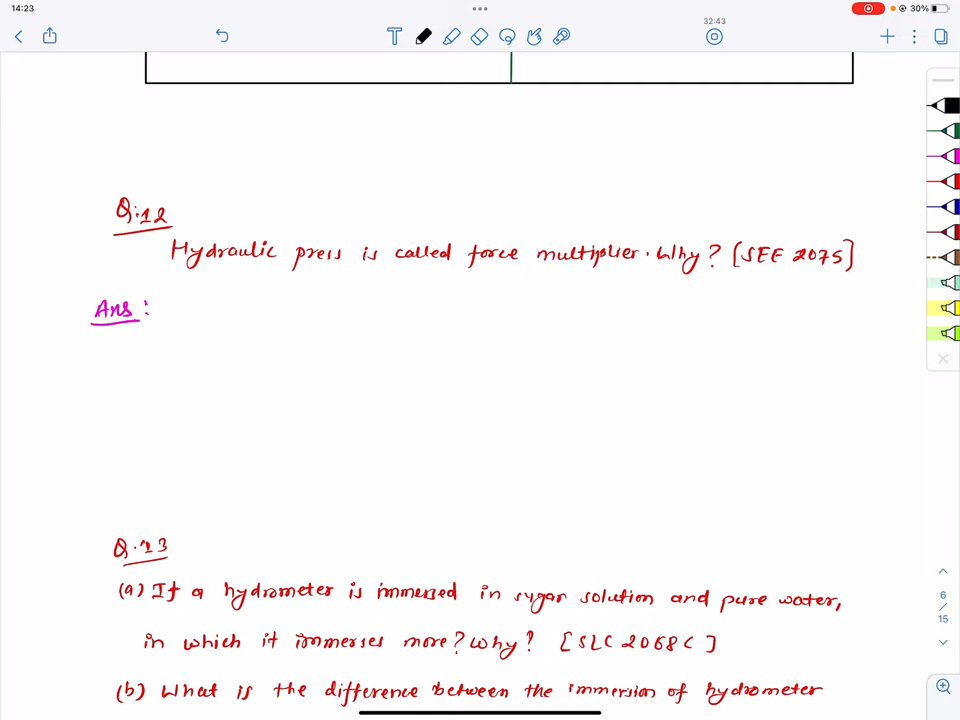 14:23
30%
32:43
Q.12
Hydraulic press is called force multiplier. Why? [SEE 2075]
Ans :
Q.13
(a) If a hydrometer is immersed in sugar solution and pure water,
in which it immerses more? Why? [SLC 2068 C]
(b) What is the difference between the immersion of hydrometer
6
/
15